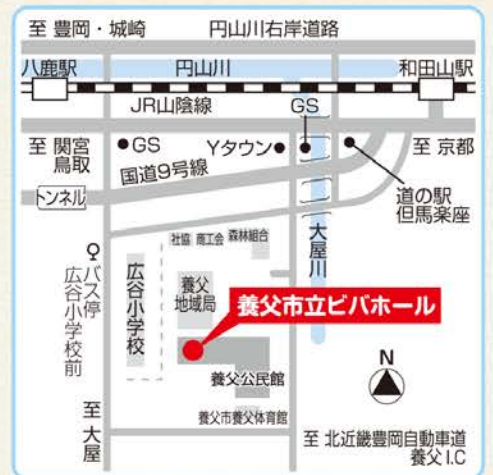 至 豊岡・城崎
円山川右岸道路
八鹿駅
円山川
和田山駅
JR山陰線
GS
至 関宮
鳥取
●GS
Yタウン●
至 京都
国道9号線
道の駅
但馬楽座
トンネル
社協
商工会
森林組合
大屋川
バス停
広谷小学校前
広谷小学校
養父
地域局
養父市立ビバホール
養父公民館
N
養父市養父体育館
至 大屋
至 北近畿豊岡自動車道
養父I.C